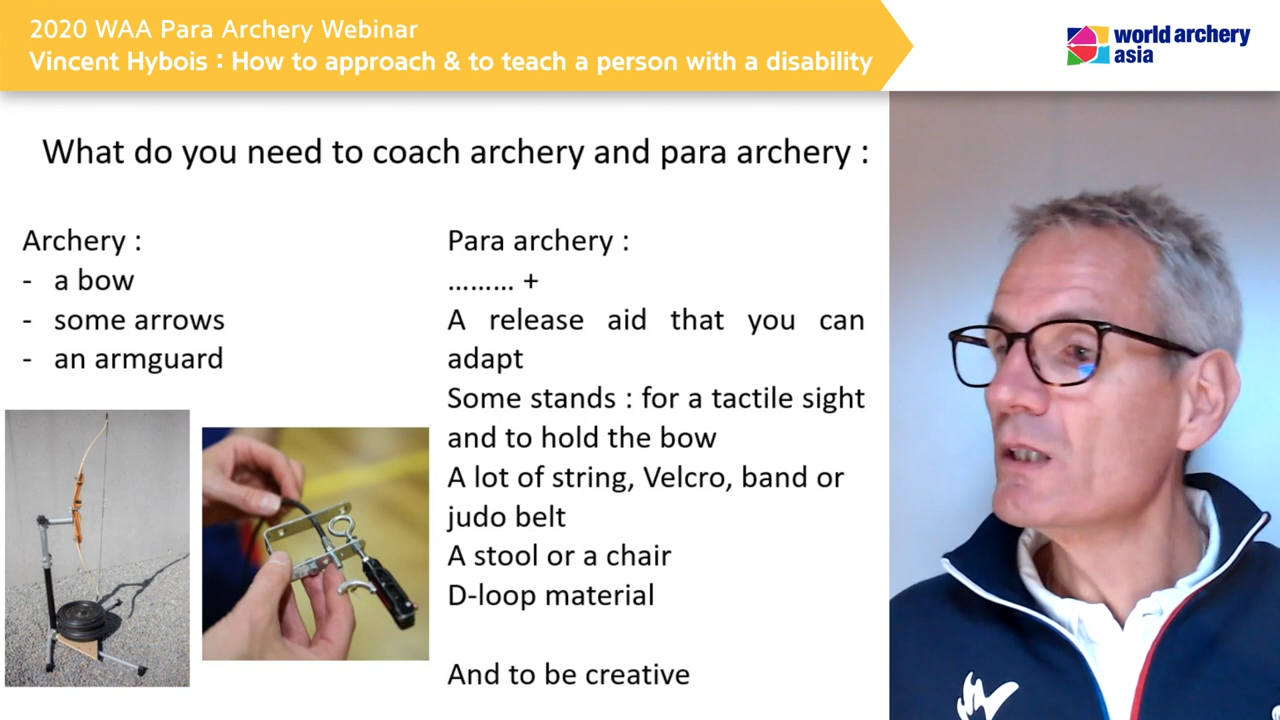 2020 WAA Para Archery Webinar
Vincent Hybois : How to approach & to teach a person with a disability
world archery
asia
What do you need to coach archery and para archery :
Archery :
- a bow
- some arrows
- an armguard
Para archery :
......... +
A release aid that you can
adapt
Some stands : for a tactile sight
and to hold the bow
A lot of string, Velcro, band or
judo belt
A stool or a chair
D-loop material
And to be creative